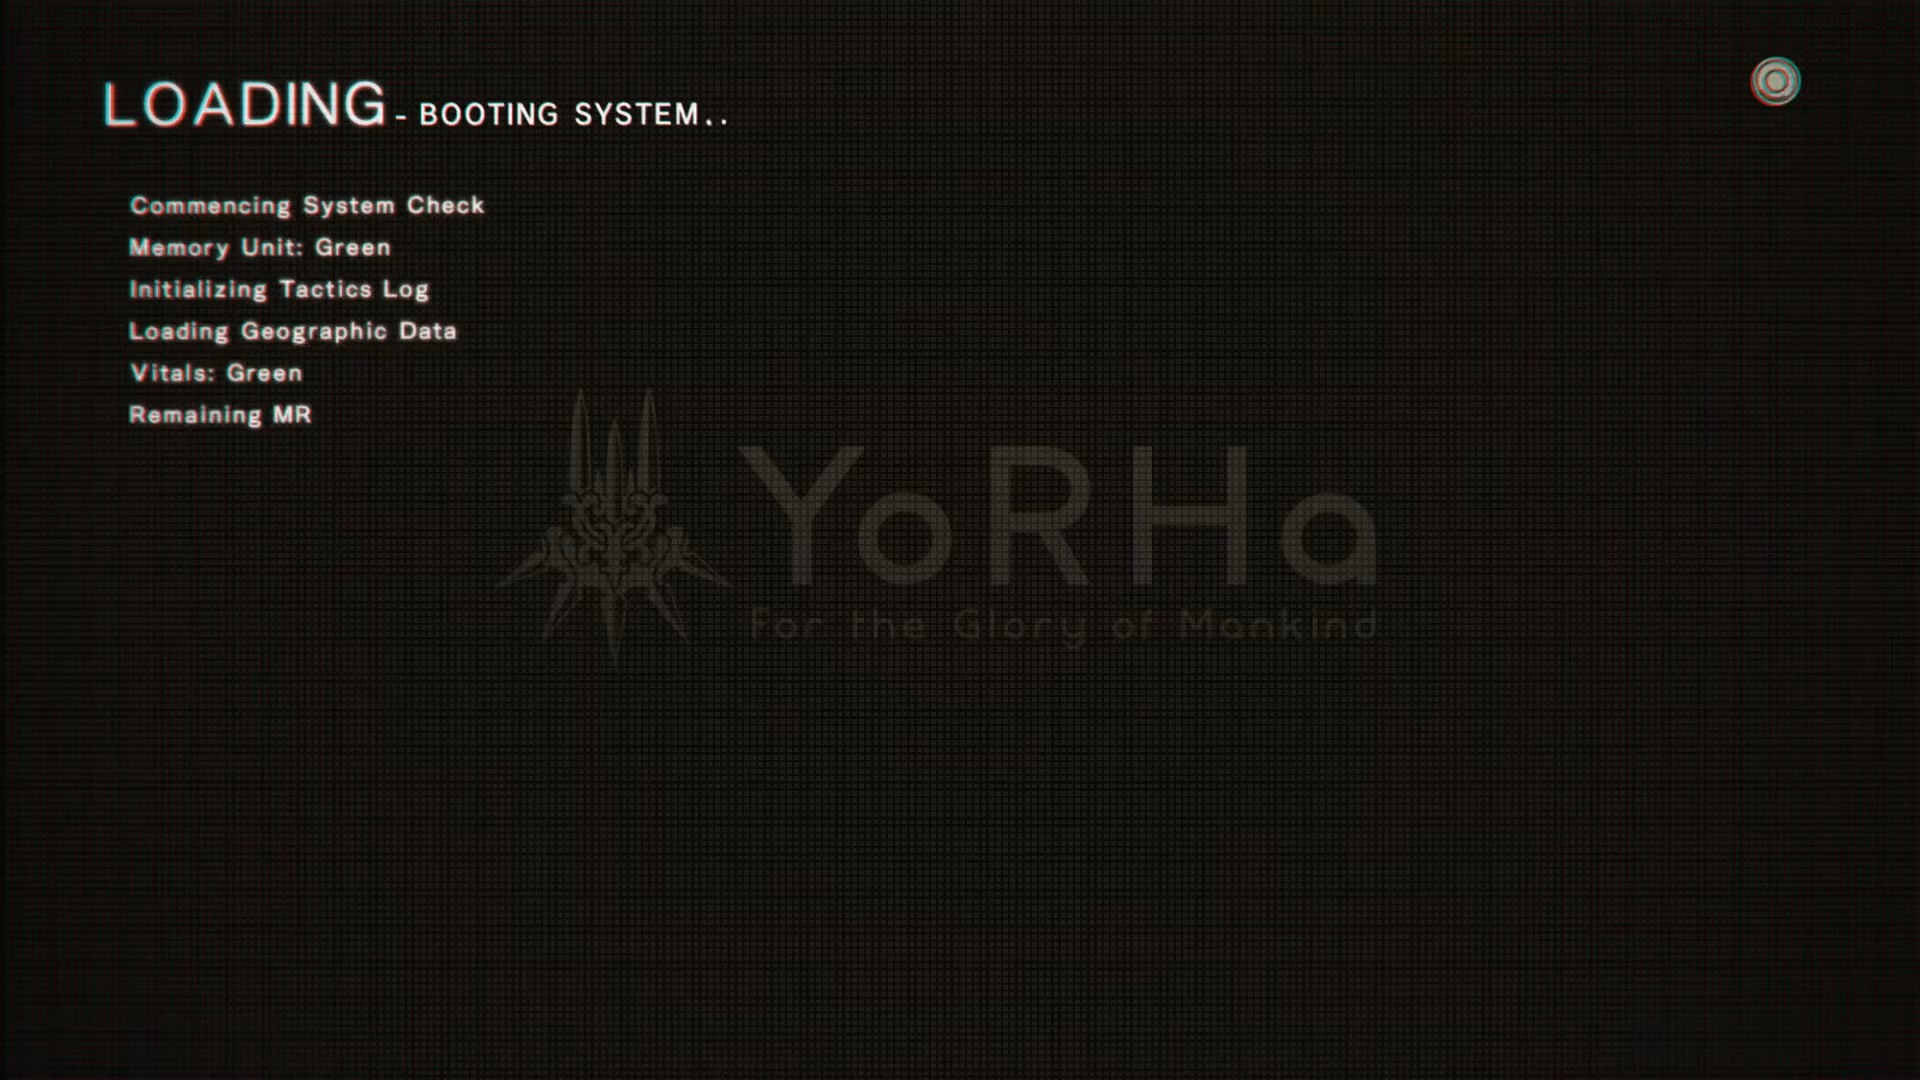 LOADING - BOOTING SYSTEM..
Commencing System Check
Memory Unit: Green
Initializing Tactics Log
Loading Geographic Data
Vitals: Green
Remaining MR
YoRHa
For the Glory of Mankind